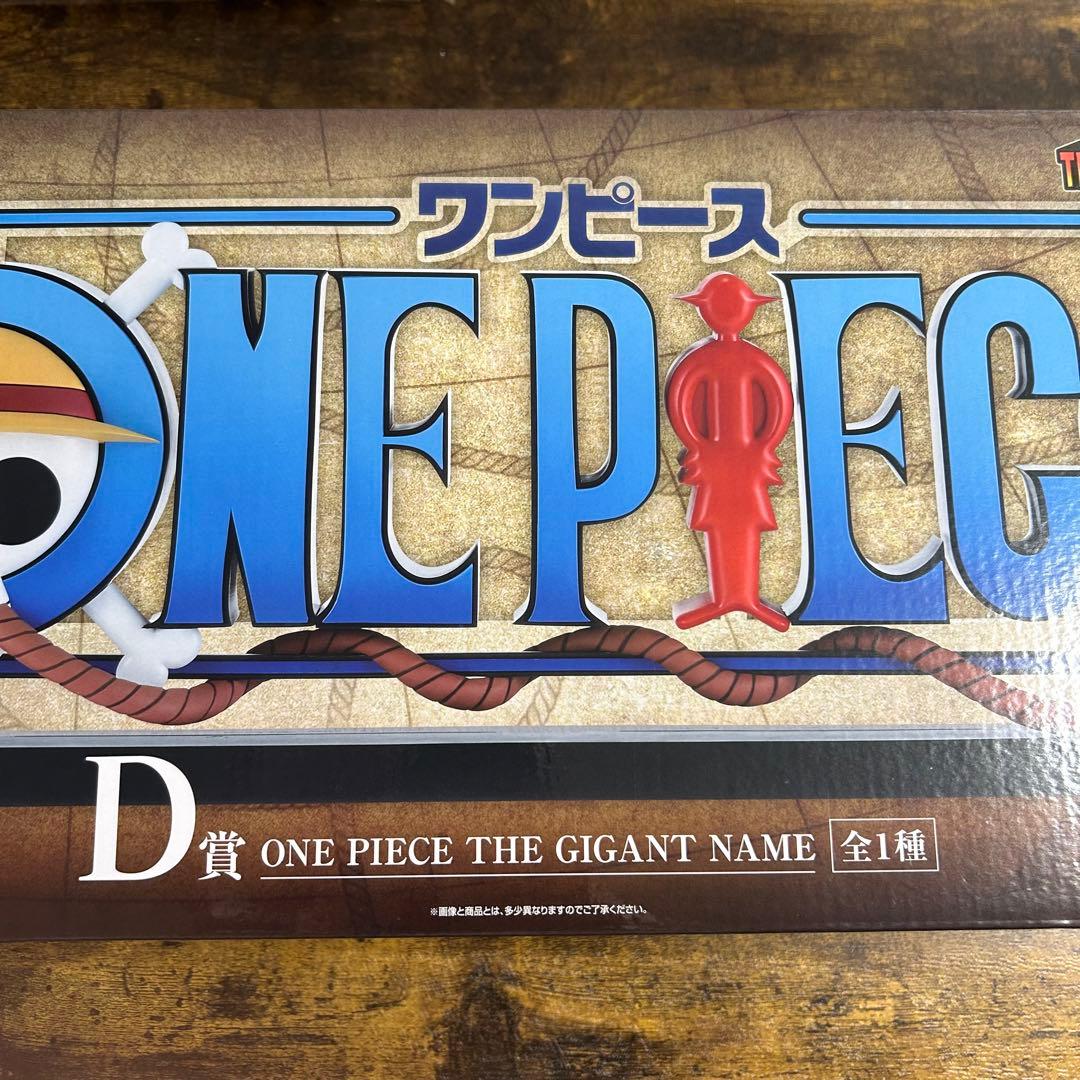 ワンピース
ONE PIEC
D賞 ONE PIECE THE GIGANT NAME 全1種
※画像と商品とは、多少異なりますのでご了承ください。